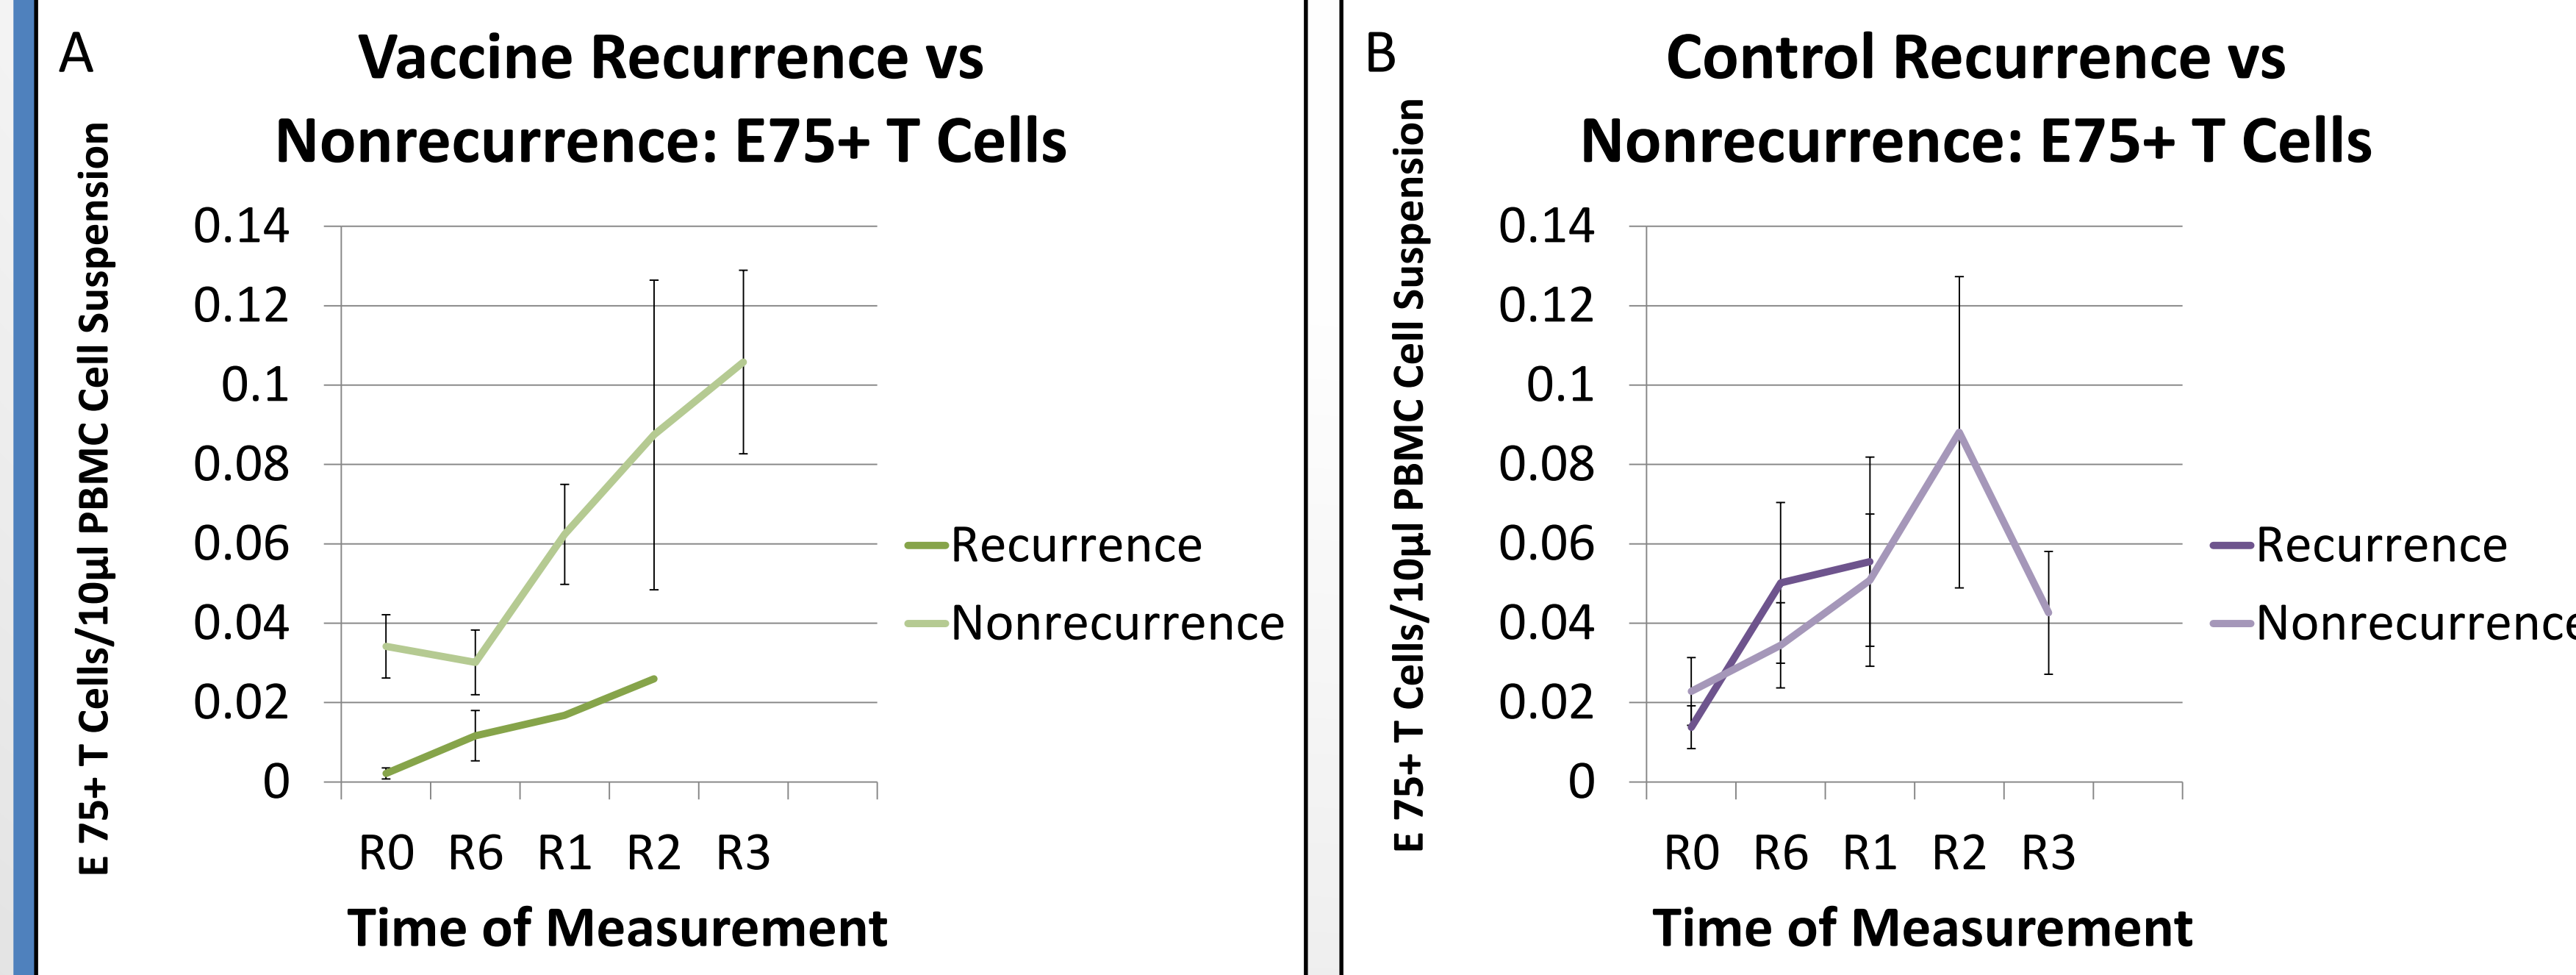 A
Vaccine Recurrence vs
Nonrecurrence: E75+ T Cells
E 75+ T Cells/10µl PBMC Cell Suspension
0.14
0.12
0.1
0.08
0.06
0.04
0.02
0
R0 R6 R1 R2 R3
Time of Measurement
Recurrence
Nonrecurrence
B
Control Recurrence vs
Nonrecurrence: E75+ T Cells
E 75+ T Cells/10µl PBMC Cell Suspension
0.14
0.12
0.1
0.08
0.06
0.04
0.02
0
R0 R6 R1 R2 R3
Time of Measurement
Recurrence
Nonrecurrence